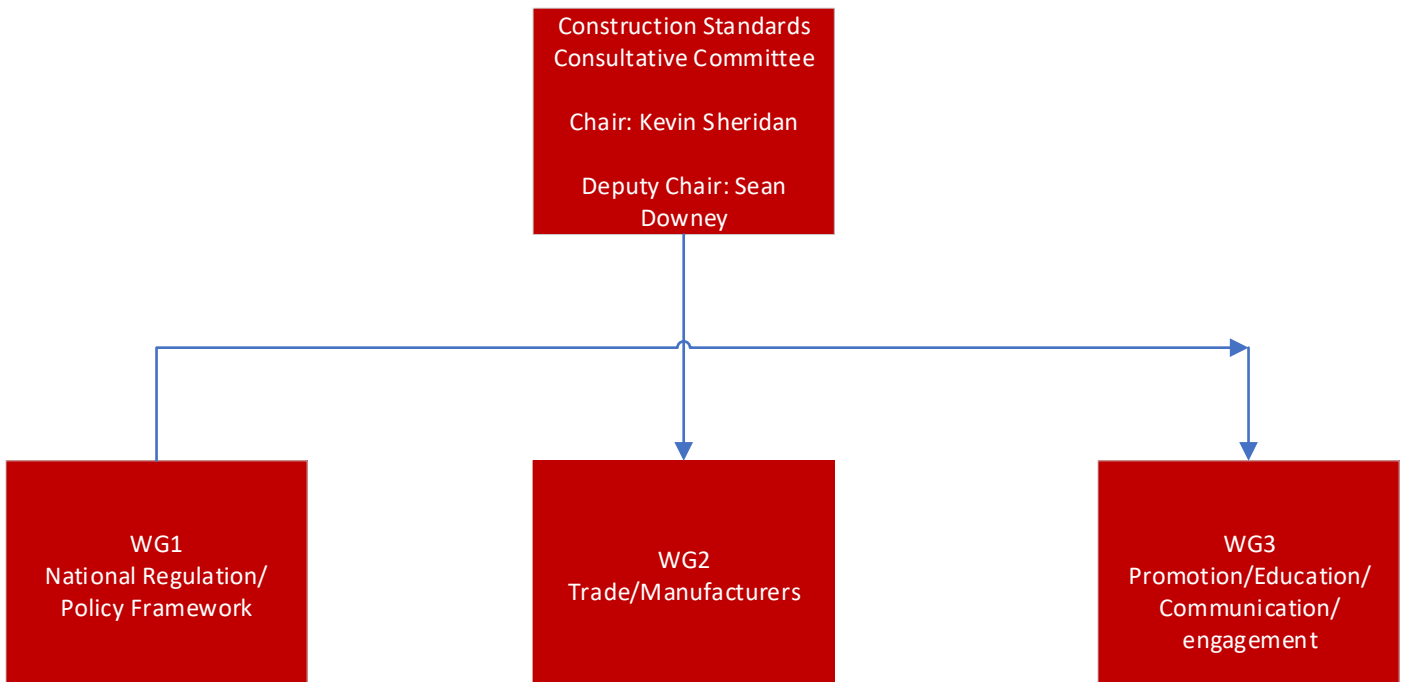 Construction Standards
Consultative Committee
Chair: Kevin Sheridan
Deputy Chair: Sean
Downey
WG1
National Regulation/
Policy Framework
WG2
Trade/Manufacturers
WG3
Promotion/Education/
Communication/
engagement